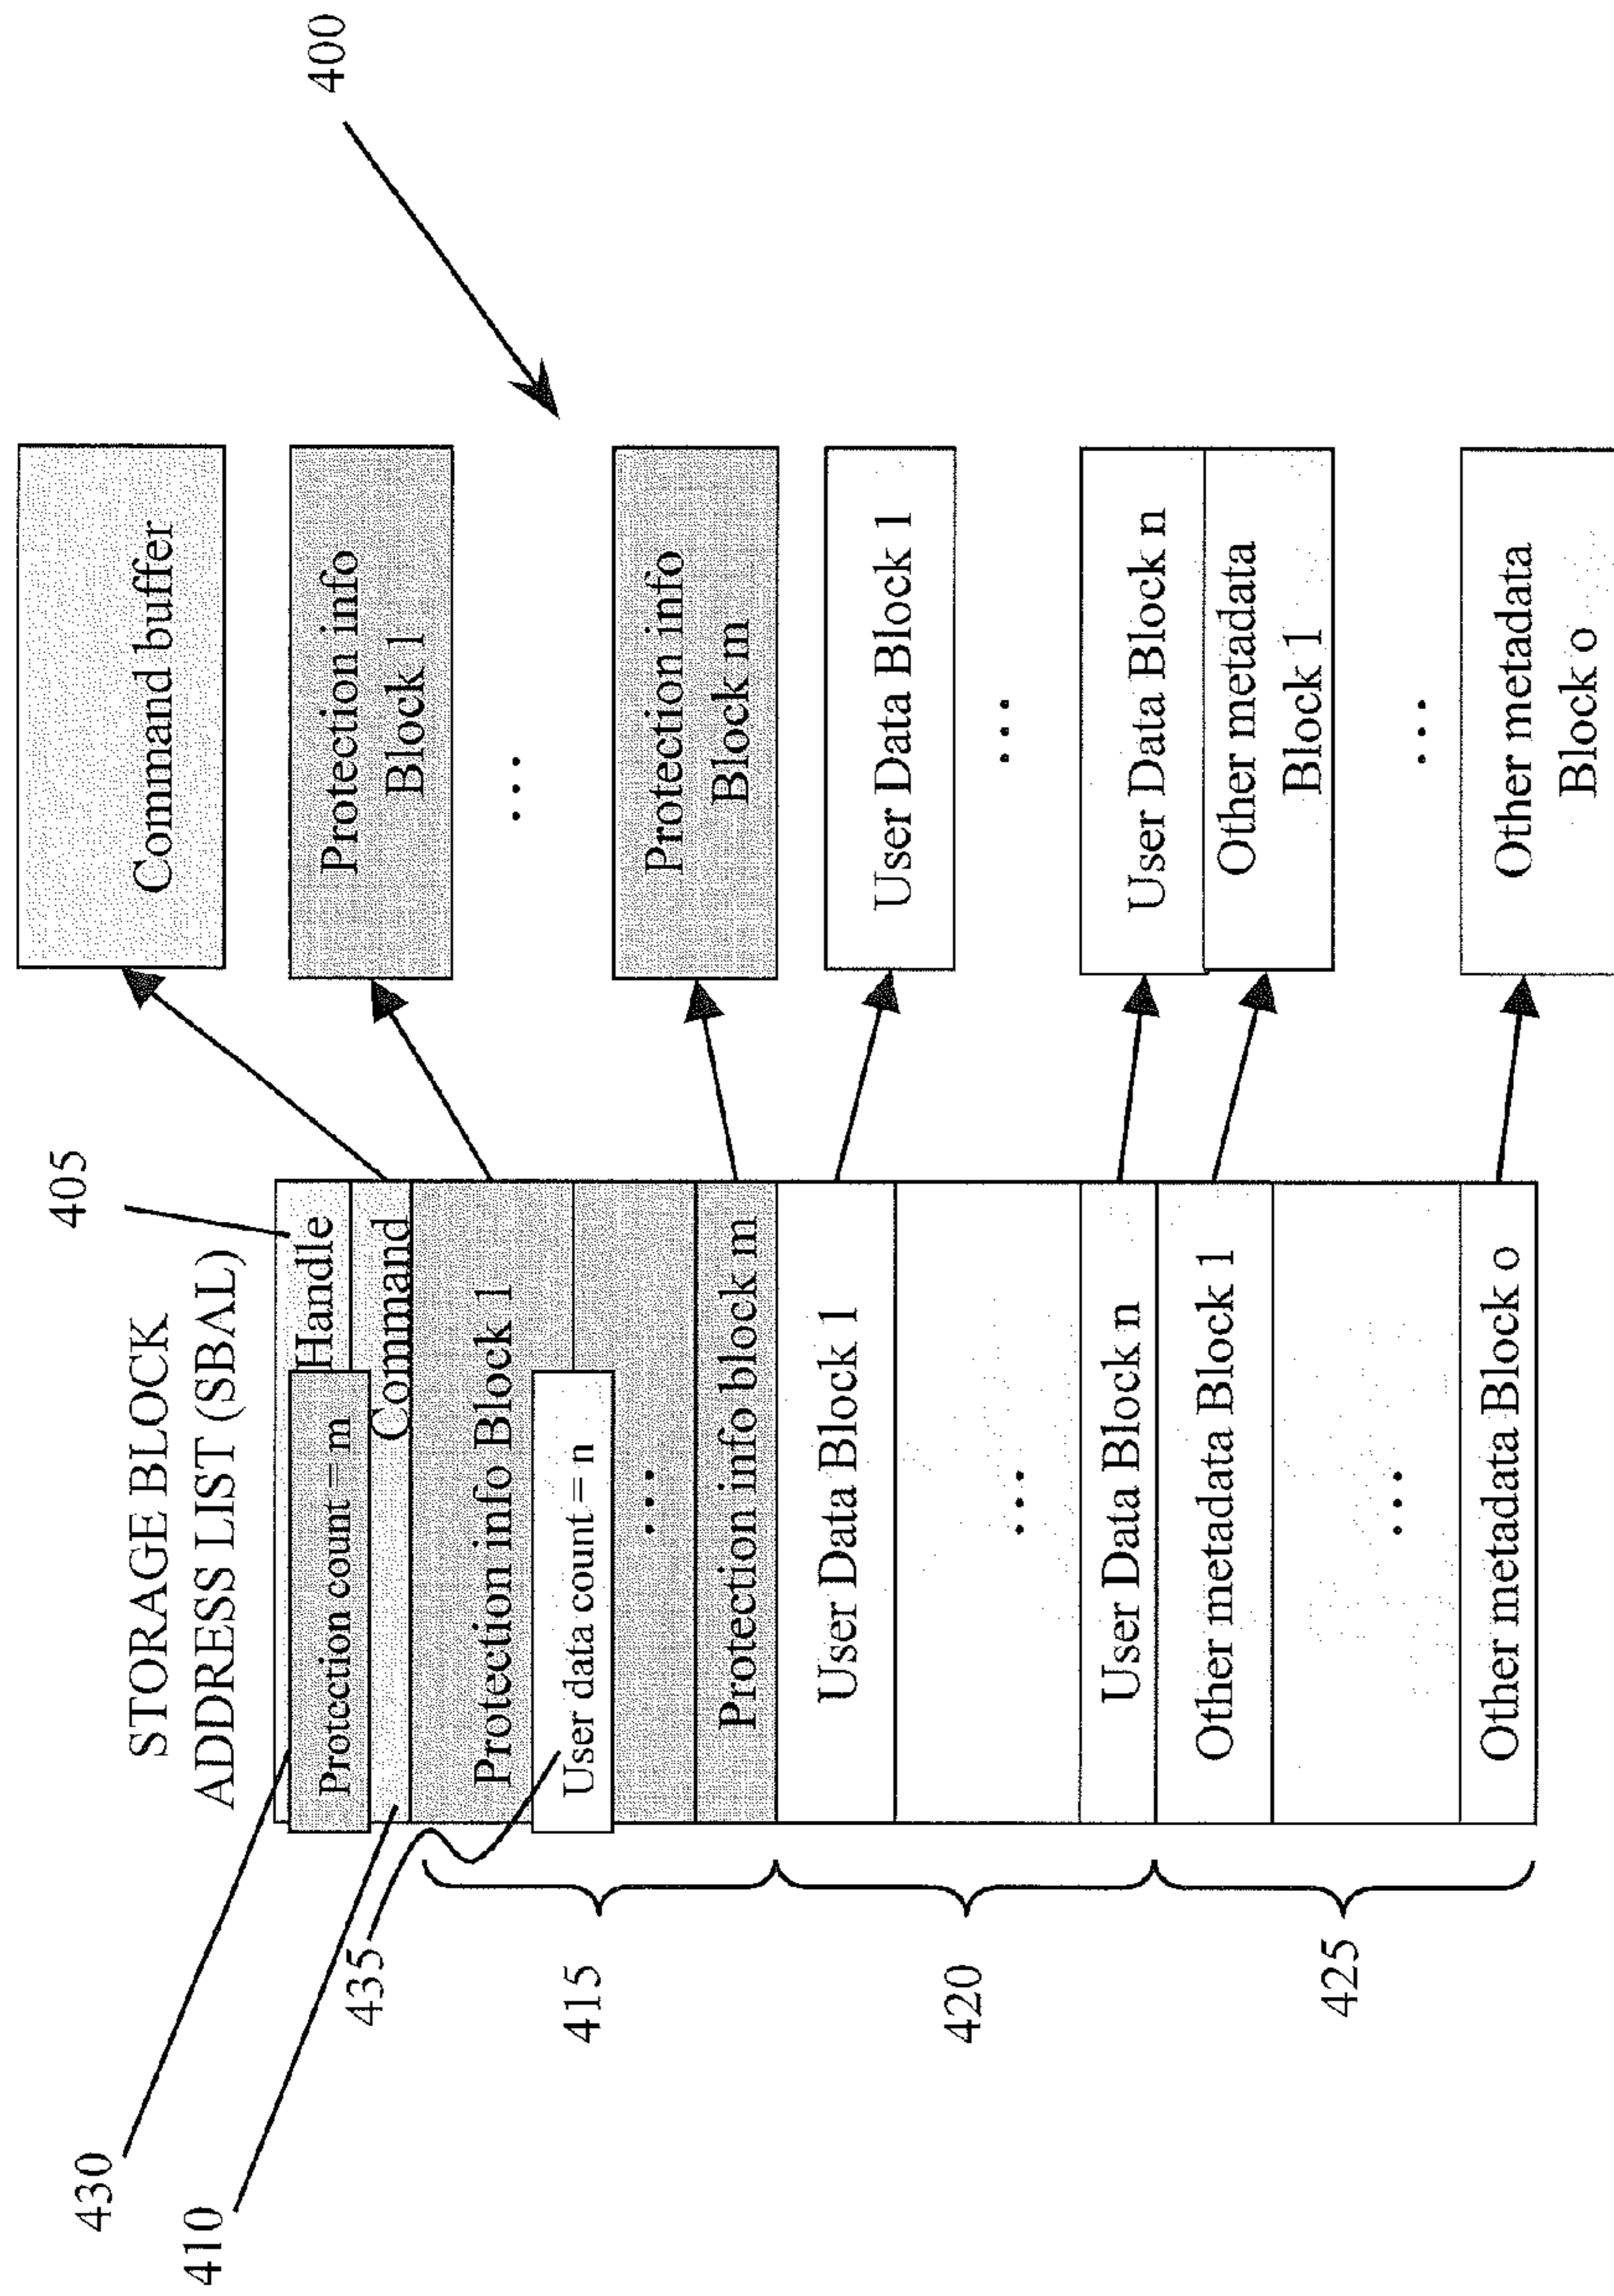 STORAGE BLOCK
ADDRESS LIST (SBAL)
405
430
410
435
415
420
425
400
Handle
Protection count = m
Command
Protection info Block 1
User data count = n
...
Protection info block m
User Data Block 1
...
User Data Block n
Other metadata Block 1
...
Other metadata Block o
Command buffer
Protection info
Block 1
...
Protection info
Block m
User Data Block 1
...
User Data Block n
Other metadata
Block 1
...
Other metadata
Block o